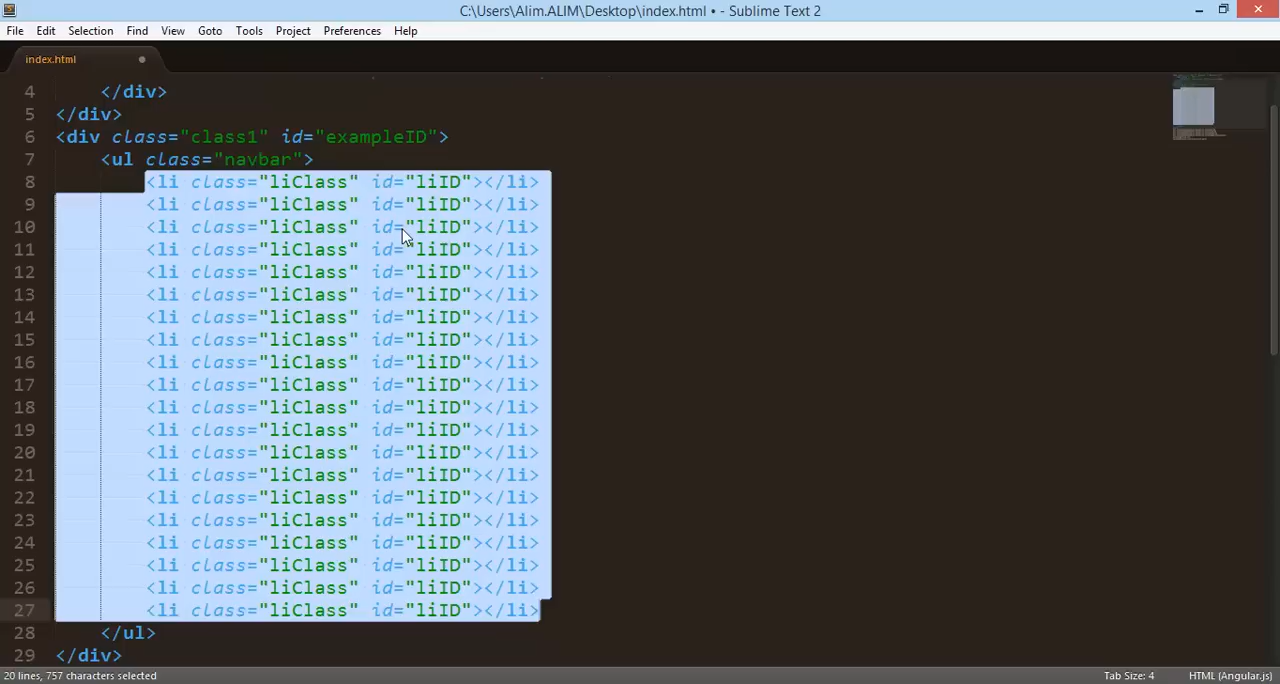 C:\Users\Alim.ALIM\Desktop\index.html • - Sublime Text 2
File Edit Selection Find View Goto Tools Project Preferences Help
index.html
4 </div>
5 </div>
6 <div class="class1" id="exampleID">
7 <ul class="navbar">
8 <li class="liClass" id="liID"></li>
9 <li class="liClass" id="liID"></li>
10 <li class="liClass" id="liID"></li>
11 <li class="liClass" id="liID"></li>
12 <li class="liClass" id="liID"></li>
13 <li class="liClass" id="liID"></li>
14 <li class="liClass" id="liID"></li>
15 <li class="liClass" id="liID"></li>
16 <li class="liClass" id="liID"></li>
17 <li class="liClass" id="liID"></li>
18 <li class="liClass" id="liID"></li>
19 <li class="liClass" id="liID"></li>
20 <li class="liClass" id="liID"></li>
21 <li class="liClass" id="liID"></li>
22 <li class="liClass" id="liID"></li>
23 <li class="liClass" id="liID"></li>
24 <li class="liClass" id="liID"></li>
25 <li class="liClass" id="liID"></li>
26 <li class="liClass" id="liID"></li>
27 <li class="liClass" id="liID"></li>
28 </ul>
29 </div>
20 lines, 757 characters selected Tab Size: 4 HTML (Angular.js)